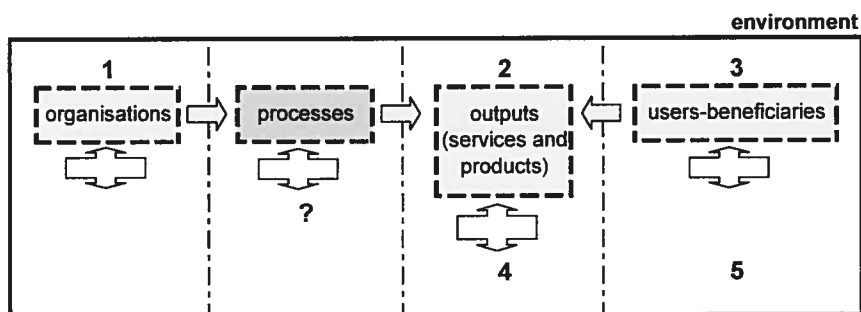 environment
1
2
3
organisations
processes
outputs
(services and
products)
users-beneficiaries
?
4
5